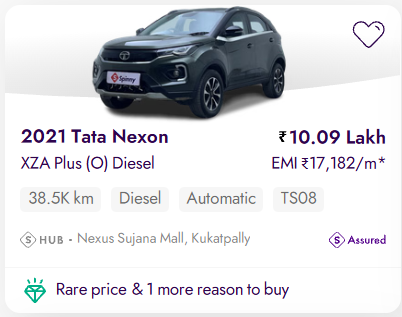 Spinny
2021 Tata Nexon ₹10.09 Lakh
XZA Plus (O) Diesel EMI ₹17,182/m*
38.5K km Diesel Automatic TS08
S HUB - Nexus Sujana Mall, Kukatpally S Assured
Rare price & 1 more reason to buy